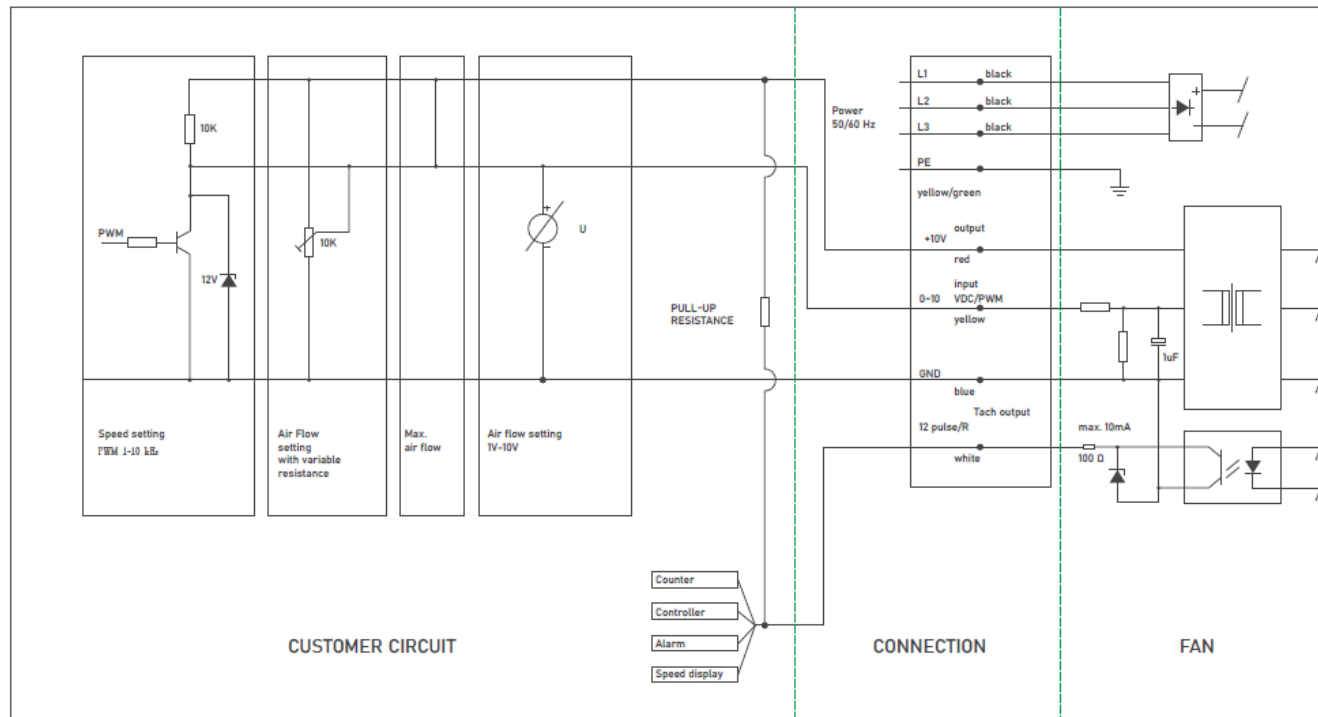 10K
PWM
12V
Speed setting
PWM 1-10 kHz
10K
Air Flow
setting
with variable
resistance
Max.
air flow
+
U
Air flow setting
1V-10V
PULL-UP
RESISTANCE
Power
50/60 Hz
L1 black
L2 black
L3 black
PE
yellow/green
output
+10V
red
input
0-10 VDC/PWM
yellow
GND
blue
Tach output
12 pulse/R
white
+
−
1uF
max. 10mA
100 Ω
Counter
Controller
Alarm
Speed display
CUSTOMER CIRCUIT
CONNECTION
FAN